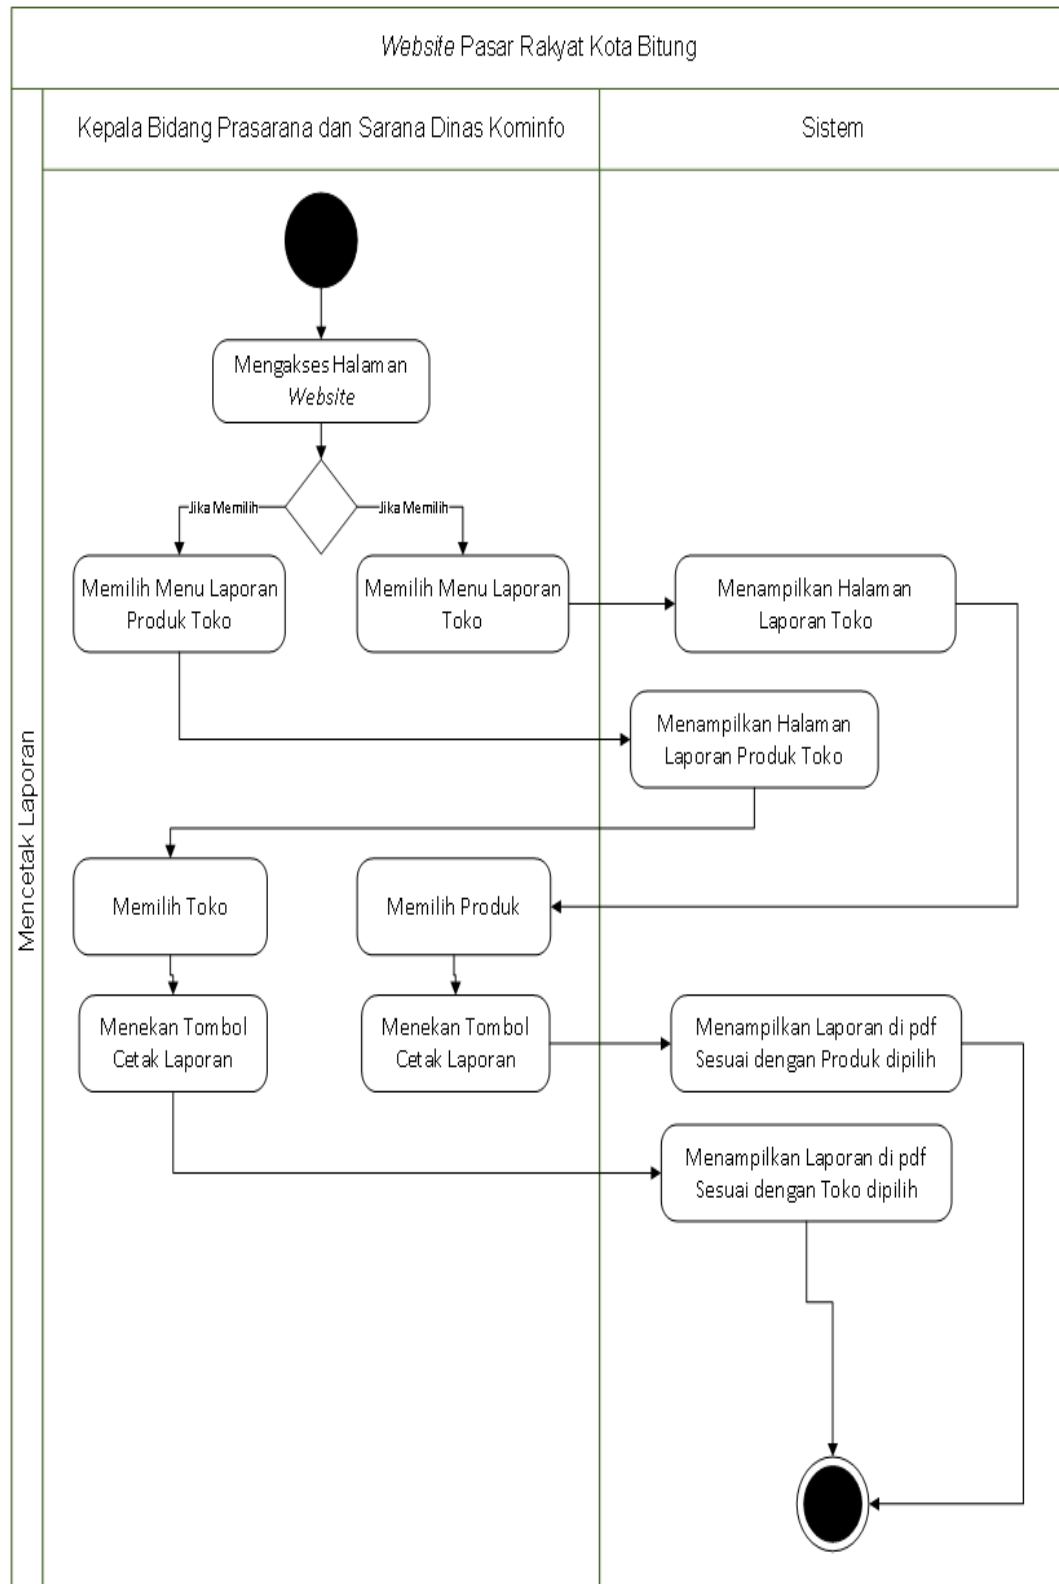 Website Pasar Rakyat Kota Bitung
Kepala Bidang Prasarana dan Sarana Dinas Kominfo
Sistem
Mencetak Laporan
Mengakses Halaman
Website
Jika Memilih
Jika Memilih
Memilih Menu Laporan
Produk Toko
Memilih Menu Laporan
Toko
Menampilkan Halaman
Laporan Toko
Menampilkan Halaman
Laporan Produk Toko
Memilih Toko
Memilih Produk
Menekan Tombol
Cetak Laporan
Menekan Tombol
Cetak Laporan
Menampilkan Laporan di pdf
Sesuai dengan Produk dipilih
Menampilkan Laporan di pdf
Sesuai dengan Toko dipilih